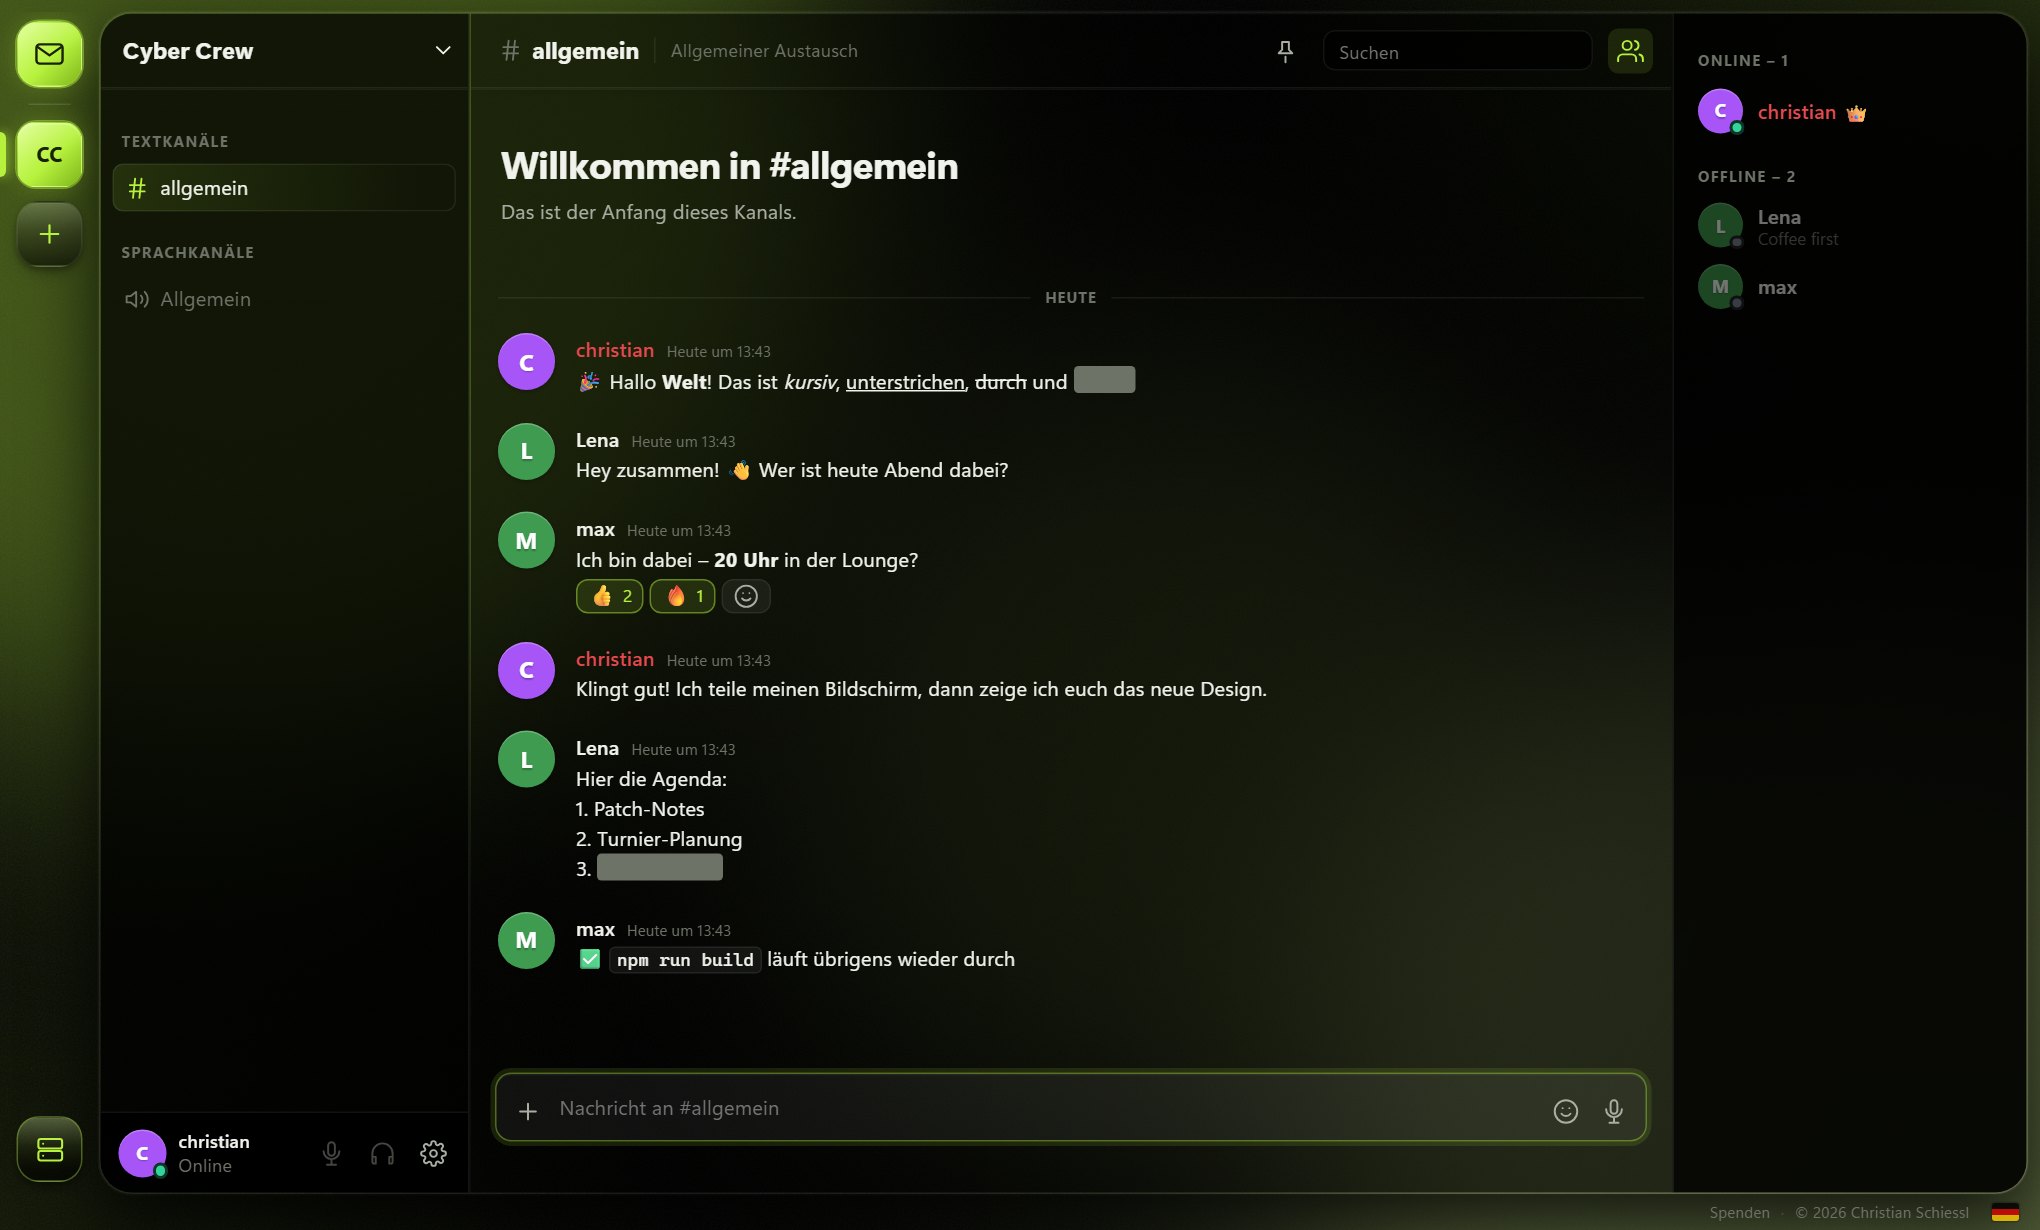 Cyber Crew
CC
TEXTKANÄLE
# allgemein
SPRACHKANÄLE
Allgemein
C
christian
Online
# allgemein
Allgemeiner Austausch
Suchen
Willkommen in #allgemein
Das ist der Anfang dieses Kanals.
HEUTE
C
christian Heute um 13:43
🎉 Hallo Welt! Das ist kursiv, unterstrichen, durch und
L
Lena Heute um 13:43
Hey zusammen! 👋 Wer ist heute Abend dabei?
M
max Heute um 13:43
Ich bin dabei – 20 Uhr in der Lounge?
👍 2 🔥 1
C
christian Heute um 13:43
Klingt gut! Ich teile meinen Bildschirm, dann zeige ich euch das neue Design.
L
Lena Heute um 13:43
Hier die Agenda:
1. Patch-Notes
2. Turnier-Planung
3.
M
max Heute um 13:43
✅ npm run build läuft übrigens wieder durch
Nachricht an #allgemein
ONLINE – 1
C
christian 👑
OFFLINE – 2
L
Lena
Coffee first
M
max
Spenden · © 2026 Christian Schiessl